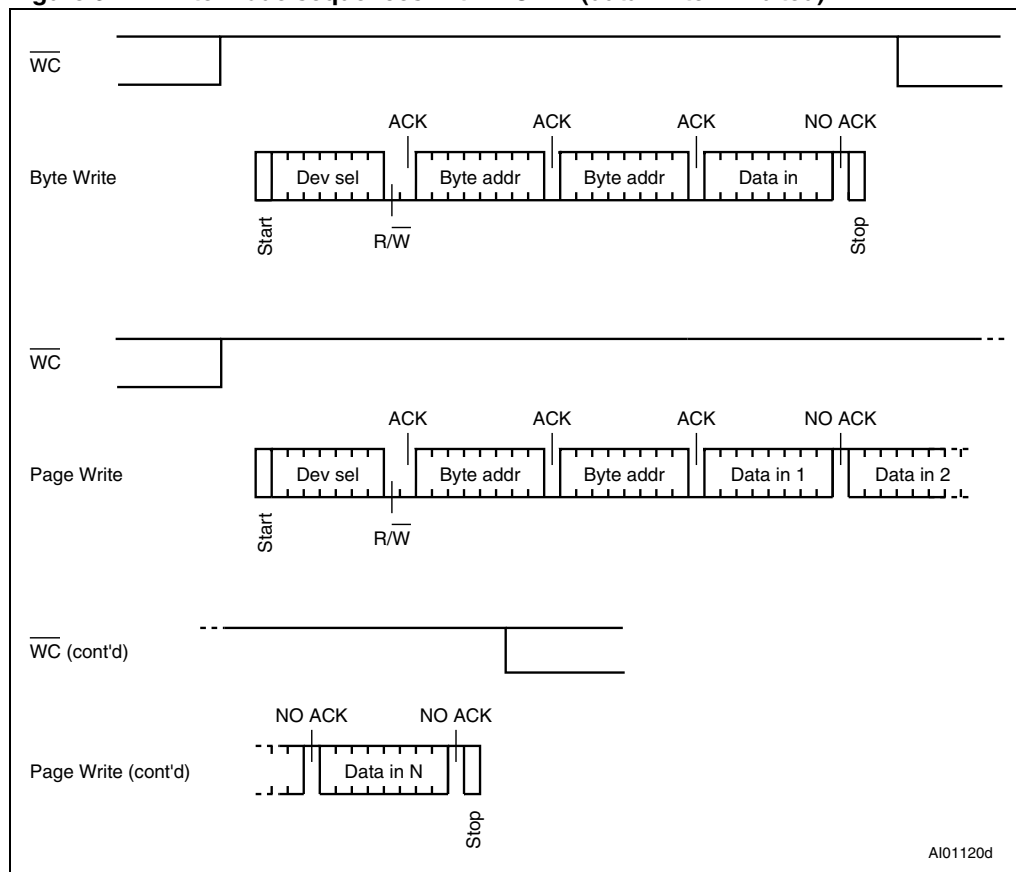 WC
ACK ACK ACK NO ACK
Byte Write Dev sel Byte addr Byte addr Data in
Start R/W Stop
WC
ACK ACK ACK NO ACK
Page Write Dev sel Byte addr Byte addr Data in 1 Data in 2
Start R/W
WC (cont'd)
NO ACK NO ACK
Page Write (cont'd) Data in N
Stop
AI01120d